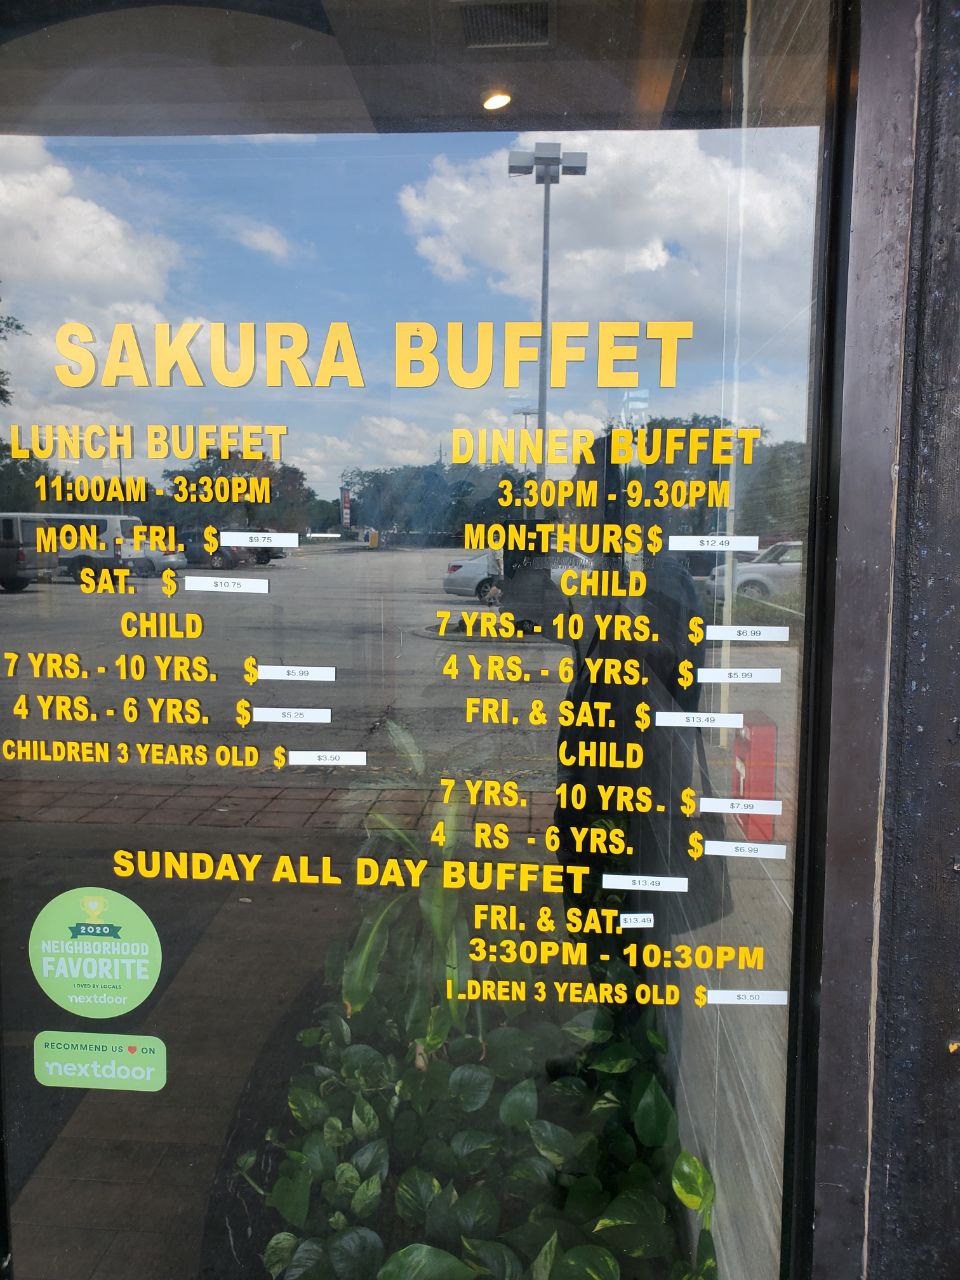 SAKURA BUFFET
LUNCH BUFFET
11:00AM - 3:30PM
MON. - FRI. $ $9.75
SAT. $ $10.75
CHILD
7 YRS. - 10 YRS. $ $5.99
4 YRS. - 6 YRS. $ $5.25
CHILDREN 3 YEARS OLD $ $3.50
DINNER BUFFET
3.30PM - 9.30PM
MON-THURS $ $12.49
CHILD
7 YRS. - 10 YRS. $ $6.99
4 YRS. - 6 YRS. $ $5.99
FRI. & SAT. $ $13.49
CHILD
7 YRS. 10 YRS. $ $7.99
4 RS - 6 YRS. $ $6.99
SUNDAY ALL DAY BUFFET $13.49
FRI. & SAT. $13.49
3:30PM - 10:30PM
LDREN 3 YEARS OLD $ $3.50
2020
NEIGHBORHOOD
FAVORITE
LOVED BY LOCALS
nextdoor
RECOMMEND US ♥ ON
nextdoor